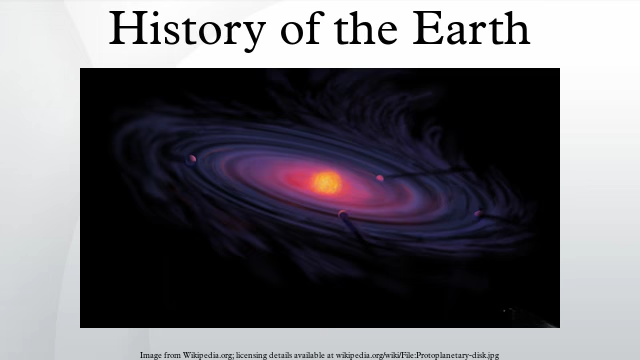 History of the Earth
Image from Wikipedia.org; licensing details available at wikipedia.org/wiki/File:Protoplanetary-disk.jpg